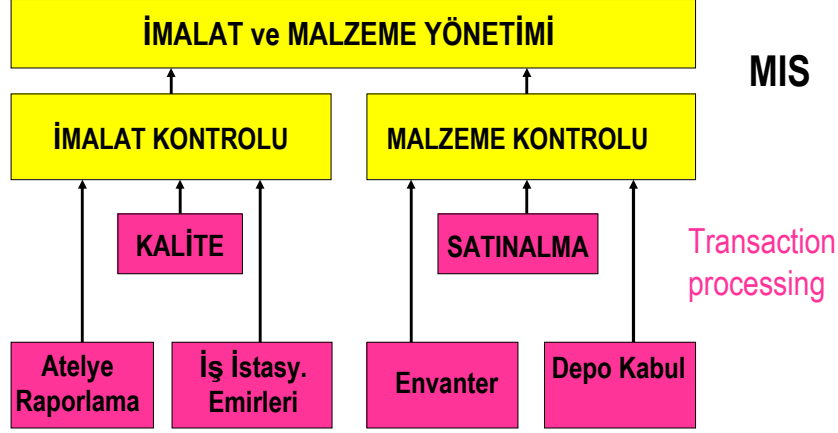 İMALAT ve MALZEME YÖNETİMİ
MIS
İMALAT KONTROLU
MALZEME KONTROLU
KALİTE
SATINALMA
Transaction
processing
Atelye
Raporlama
İş İstasy.
Emirleri
Envanter
Depo Kabul